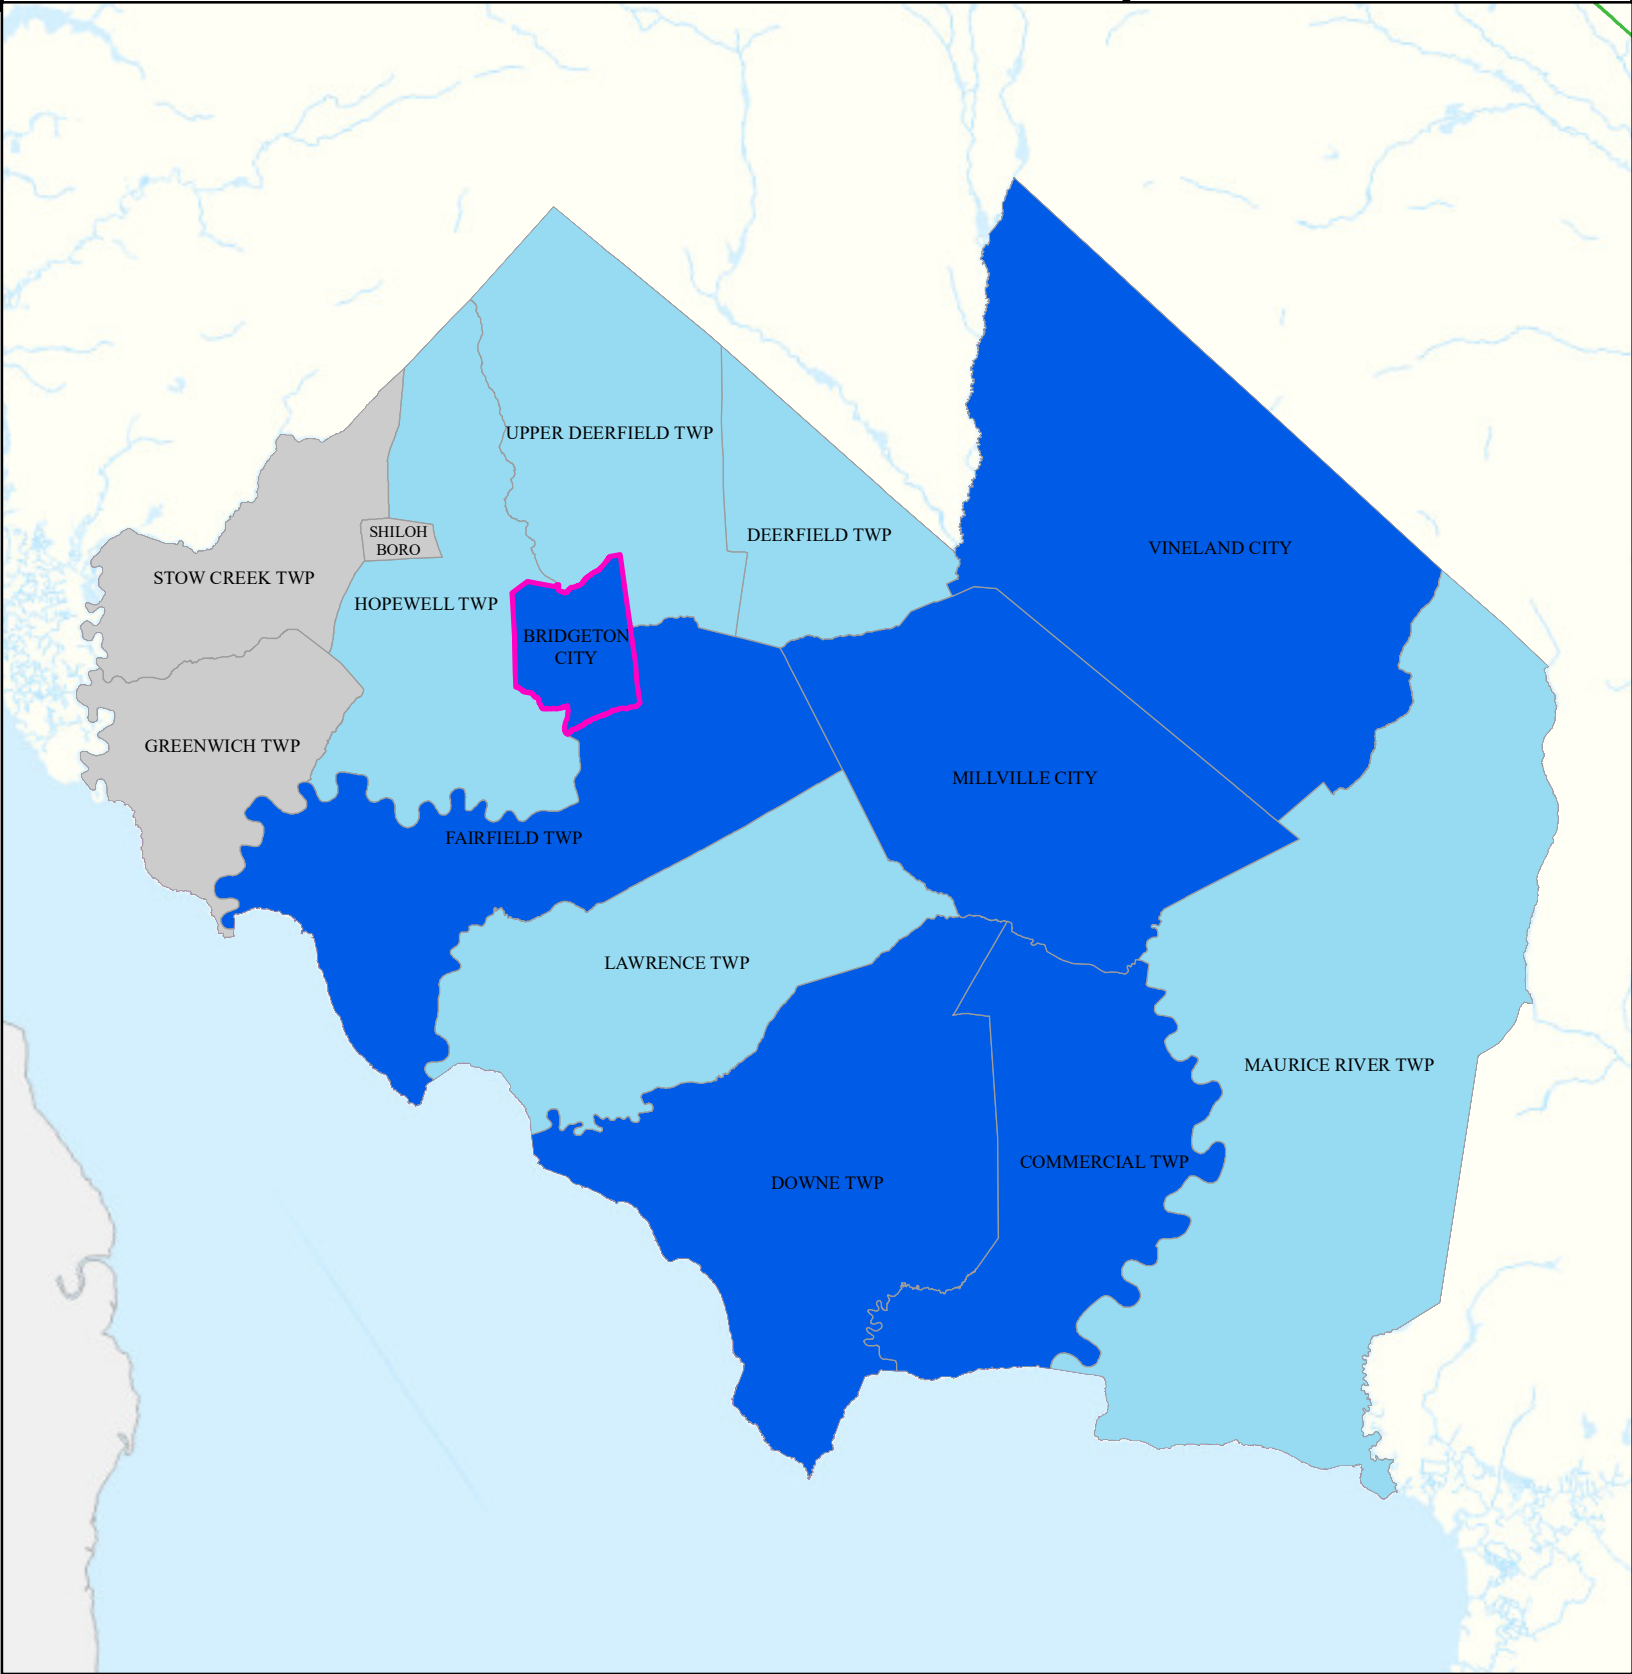 UPPER DEERFIELD TWP
SHILOH
BORO
DEERFIELD TWP
VINELAND CITY
STOW CREEK TWP
HOPEWELL TWP
BRIDGETON
CITY
GREENWICH TWP
MILLVILLE CITY
FAIRFIELD TWP
LAWRENCE TWP
MAURICE RIVER TWP
COMMERCIAL TWP
DOWNE TWP